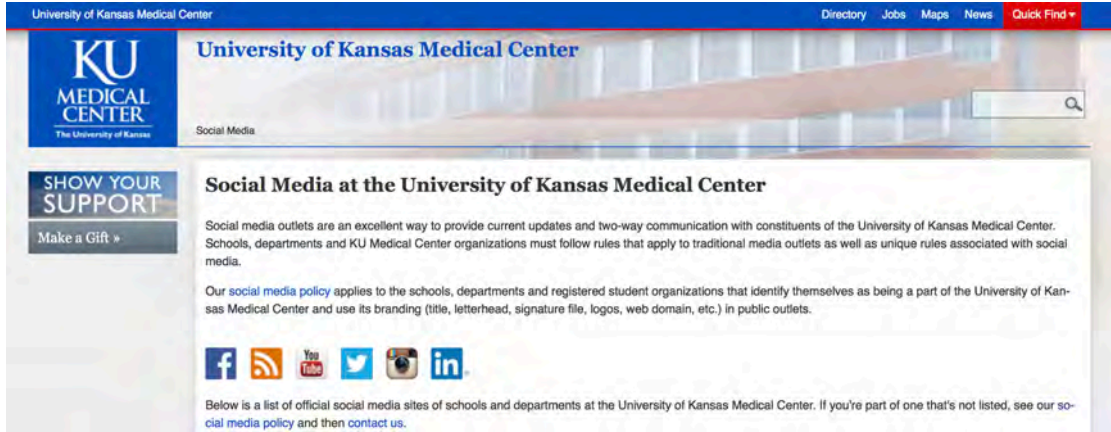 University of Kansas Medical Center
Directory Jobs Maps News Quick Find
KU
MEDICAL
CENTER
The University of Kansas
University of Kansas Medical Center
Social Media
SHOW YOUR
SUPPORT
Make a Gift »
Social Media at the University of Kansas Medical Center
Social media outlets are an excellent way to provide current updates and two-way communication with constituents of the University of Kansas Medical Center.
Schools, departments and KU Medical Center organizations must follow rules that apply to traditional media outlets as well as unique rules associated with social
media.
Our social media policy applies to the schools, departments and registered student organizations that identify themselves as being a part of the University of Kan-
sas Medical Center and use its branding (title, letterhead, signature file, logos, web domain, etc.) in public outlets.
f
You
Tube
in
Below is a list of official social media sites of schools and departments at the University of Kansas Medical Center. If you're part of one that's not listed, see our so-
cial media policy and then contact us.